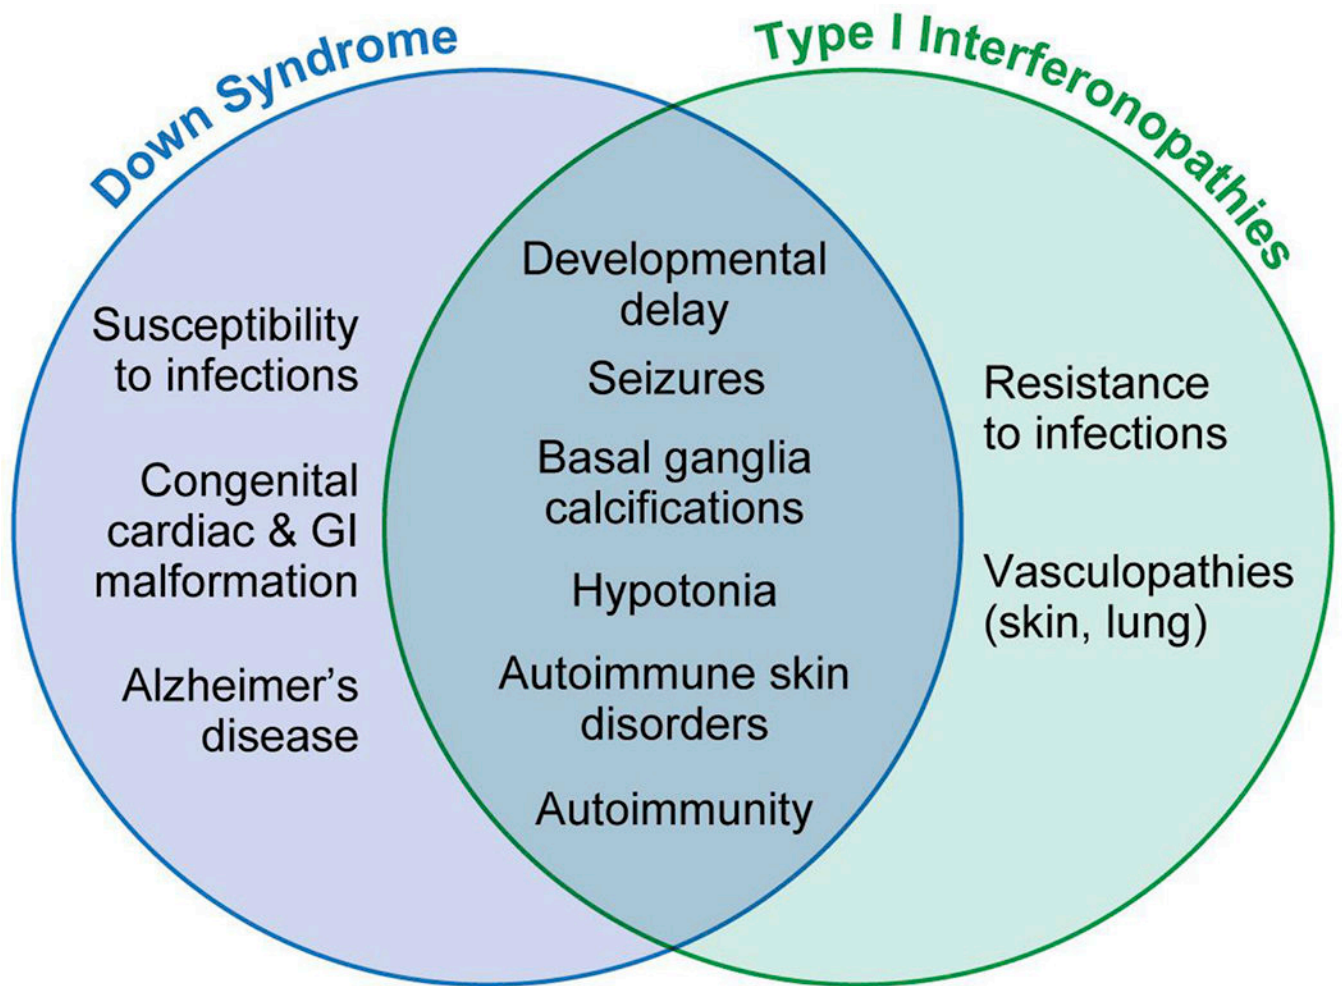 Down Syndrome
Type I Interferonopathies
Susceptibility
to infections
Congenital
cardiac & GI
malformation
Alzheimer's
disease
Developmental
delay
Seizures
Basal ganglia
calcifications
Hypotonia
Autoimmune skin
disorders
Autoimmunity
Resistance
to infections
Vasculopathies
(skin, lung)